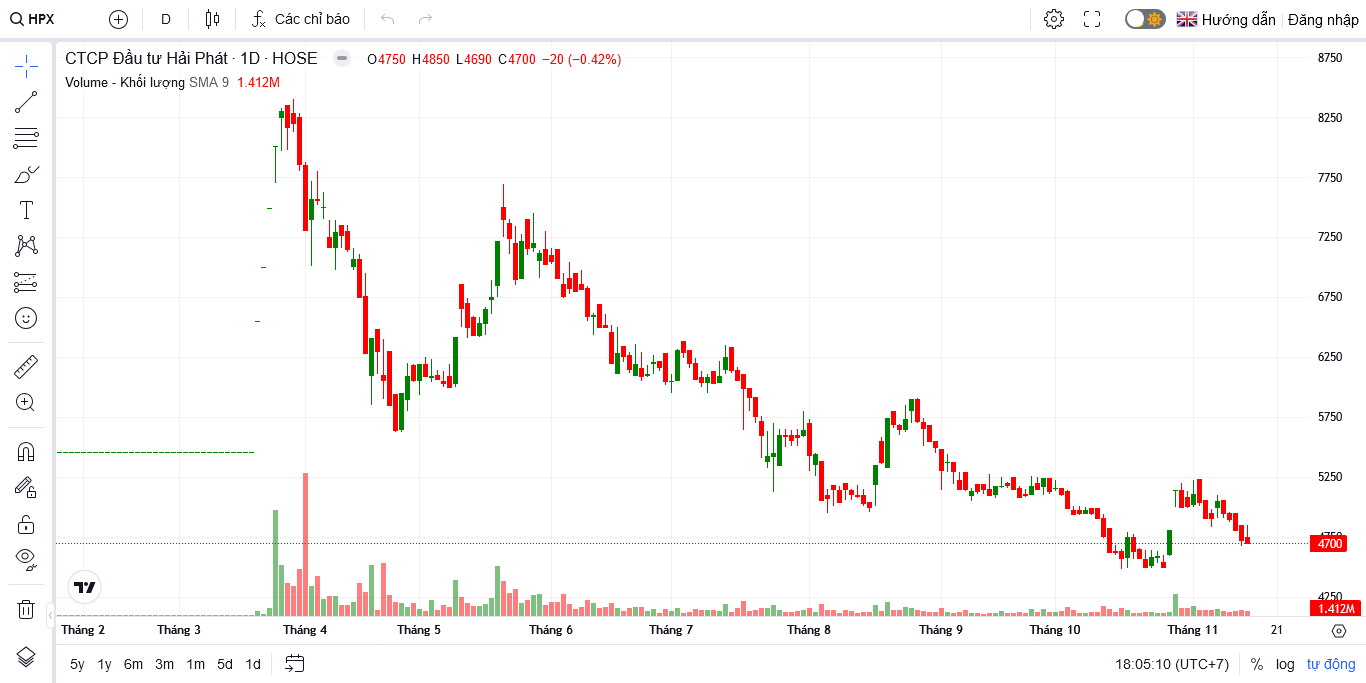 HPX D Các chỉ báo Hướng dẫn Đăng nhập
CTCP Đầu tư Hải Phát · 1D · HOSE O4750 H4850 L4690 C4700 −20 (−0.42%)
Volume - Khối lượng SMA 9 1.412M
8750
8250
7750
7250
6750
6250
5750
5250
4700
4250
1.412M
Tháng 2 Tháng 3 Tháng 4 Tháng 5 Tháng 6 Tháng 7 Tháng 8 Tháng 9 Tháng 10 Tháng 11 21
5y 1y 6m 3m 1m 5d 1d 18:05:10 (UTC+7) % log tự động